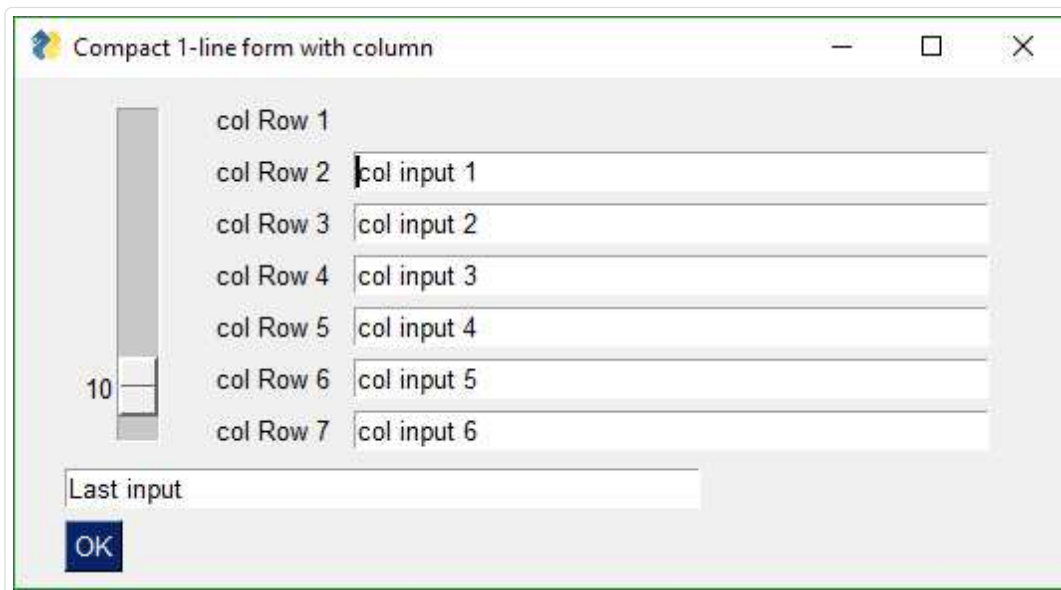 Compact 1-line form with column
col Row 1
col Row 2 col input 1
col Row 3 col input 2
col Row 4 col input 3
col Row 5 col input 4
10 col Row 6 col input 5
col Row 7 col input 6
Last input
OK